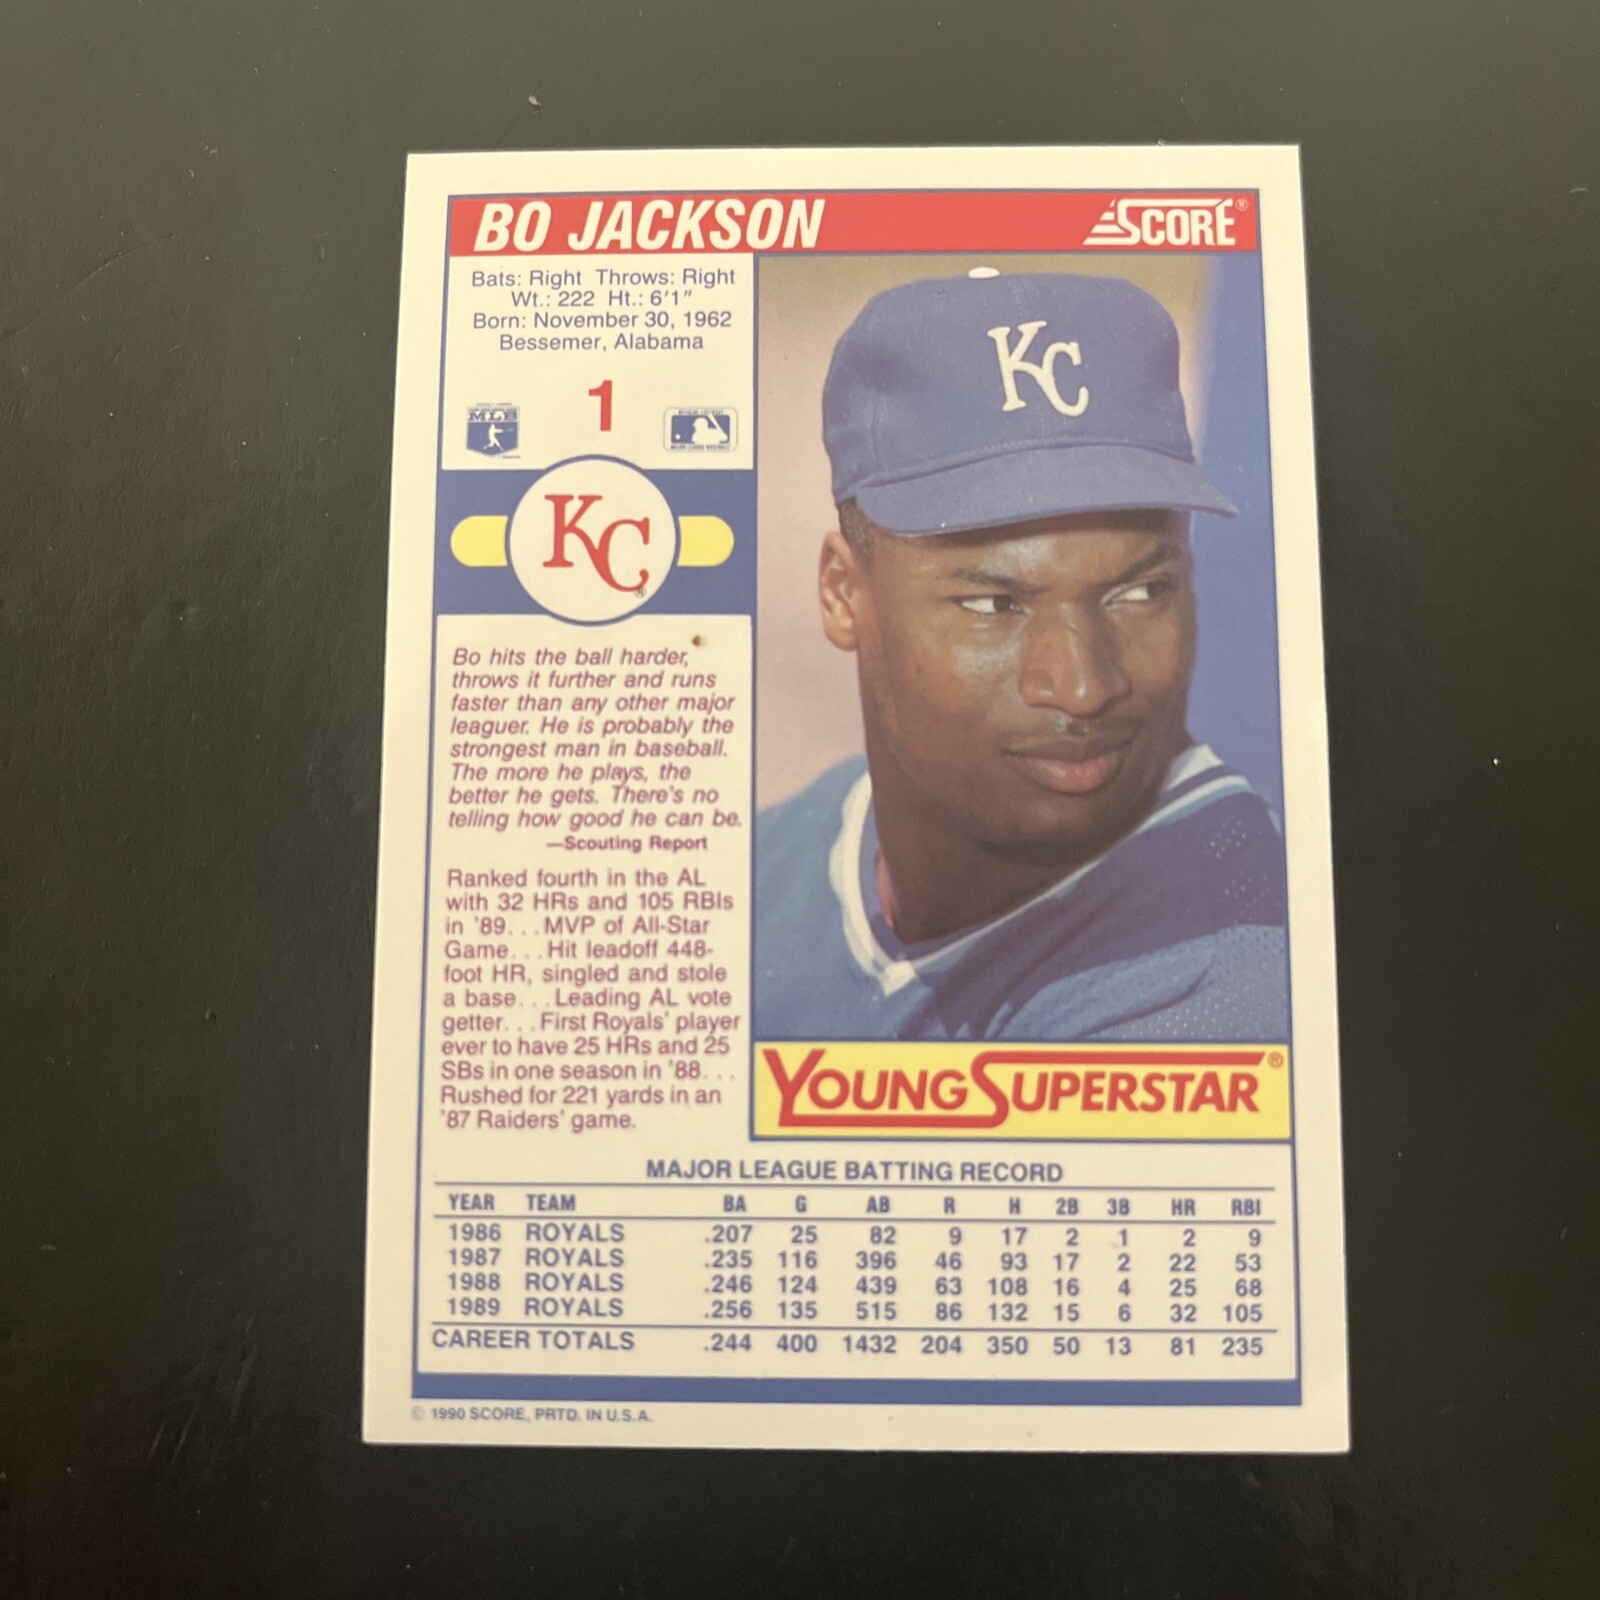 BO JACKSON
SCORE®
Bats: Right Throws: Right
Wt.: 222 Ht.: 6'1"
Born: November 30, 1962
Bessemer, Alabama
1
MLB
KC
KC
®
Bo hits the ball harder,
throws it further and runs
faster than any other major
leaguer. He is probably the
strongest man in baseball.
The more he plays, the
better he gets. There's no
telling how good he can be.
—Scouting Report
Ranked fourth in the AL
with 32 HRs and 105 RBIs
in '89. . .MVP of All-Star
Game. . .Hit leadoff 448-
foot HR, singled and stole
a base. . .Leading AL vote
getter. . .First Royals' player
ever to have 25 HRs and 25
SBs in one season in '88. . .
Rushed for 221 yards in an
'87 Raiders' game.
YOUNG SUPERSTAR®
MAJOR LEAGUE BATTING RECORD
YEAR TEAM BA G AB R H 2B 3B HR RBI
1986 ROYALS .207 25 82 9 17 2 1 2 9
1987 ROYALS .235 116 396 46 93 17 2 22 53
1988 ROYALS .246 124 439 63 108 16 4 25 68
1989 ROYALS .256 135 515 86 132 15 6 32 105
CAREER TOTALS .244 400 1432 204 350 50 13 81 235
© 1990 SCORE, PRTD. IN U.S.A.